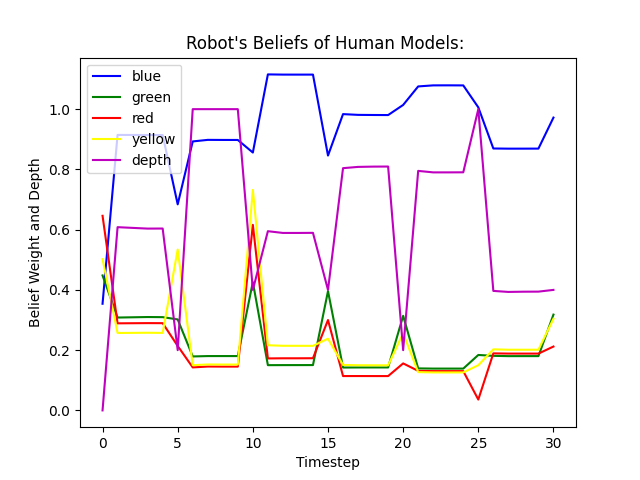 Robot's Beliefs of Human Models:
blue
green
red
yellow
depth
Belief Weight and Depth
1.0
0.8
0.6
0.4
0.2
0.0
0 5 10 15 20 25 30
Timestep